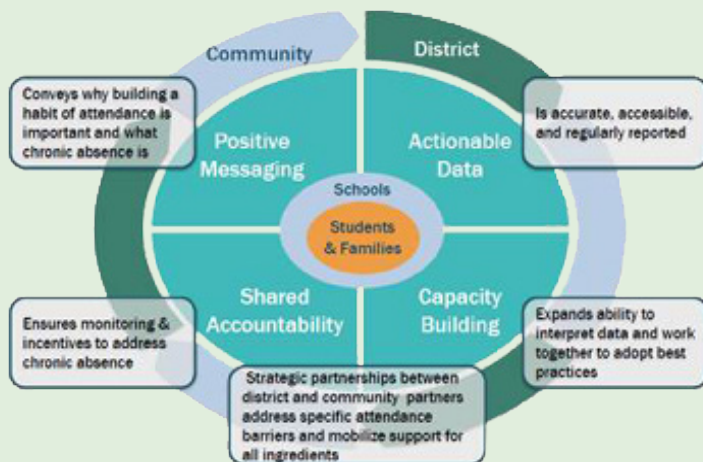 Community
District
Conveys why building a
habit of attendance is
important and what
chronic absence is
Positive
Messaging
Actionable
Data
Is accurate, accessible,
and regularly reported
Schools
Students
& Families
Shared
Accountability
Capacity
Building
Ensures monitoring &
incentives to address
chronic absence
Expands ability to
interpret data and work
together to adopt best
practices
Strategic partnerships between
district and community partners
address specific attendance
barriers and mobilize support for
all ingredients